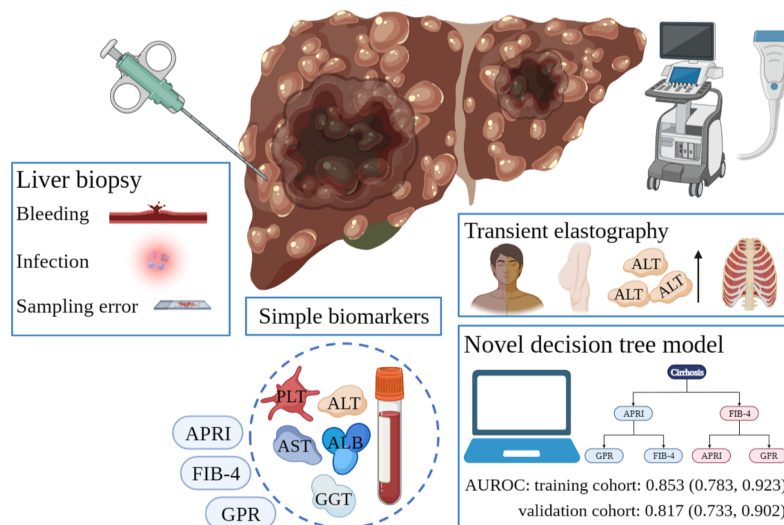 Liver biopsy
Bleeding
Infection
Sampling error
Transient elastography
ALT
ALT
ALT
Simple biomarkers
PLT
ALT
AST
ALB
GGT
APRI
FIB-4
GPR
Novel decision tree model
Cirrhosis
APRI
FIB-4
GPR
FIB-4
APRI
GPR
AUROC: training cohort: 0.853 (0.783, 0.923)
validation cohort: 0.817 (0.733, 0.902)